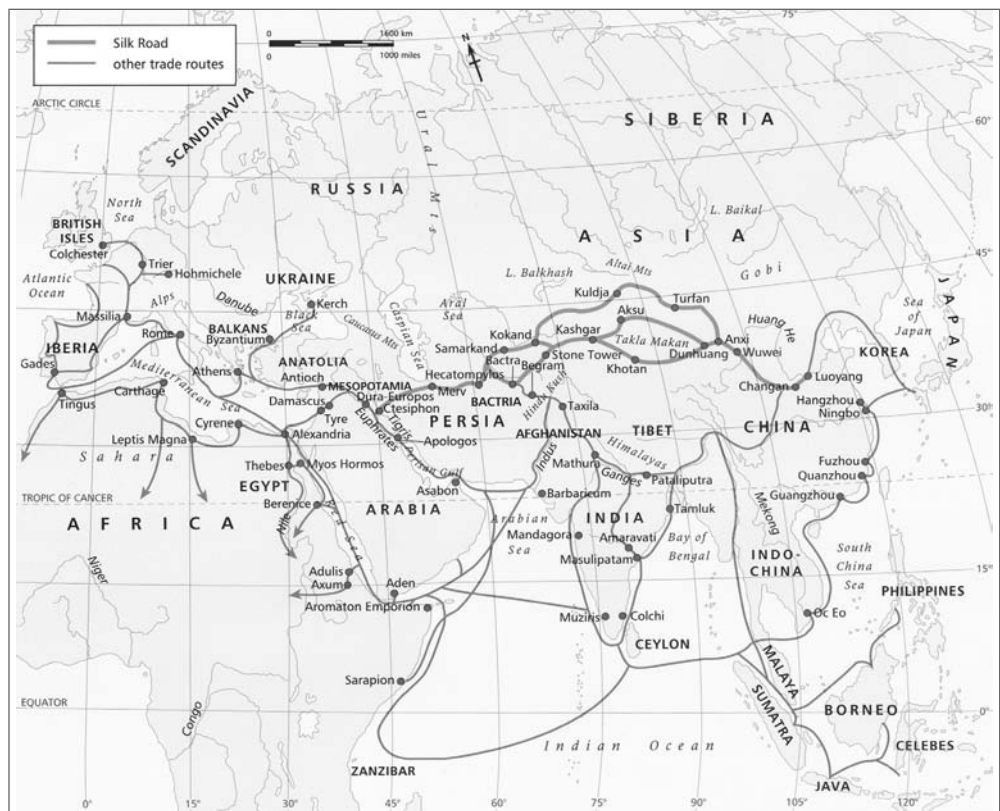 Silk Road
other trade routes
0
1600 km
0
1000 miles
N
75°
ARCTIC CIRCLE
60°
SCANDINAVIA
SIBERIA
Ural Mts
RUSSIA
North
Sea
BRITISH
ISLES
Colchester
L. Baikal
ASIA
45°
Trier
Hohmichele
Atlantic
Ocean
UKRAINE
L. Balkhash
Altal Mts
Gobi
JAPAN
Alps
Danube
Kerch
Black
Sea
Caspian Sea
Aral
Sea
Kuldja
Turfan
Massilia
Rome
BALKANS
Byzantium
Caucasus Mts
Kokand
Kashgar
Aksu
Huang He
Sea of
Japan
IBERIA
Samarkand
Takla Makan
Anxi
KOREA
Gades
Mediterranean Sea
Athens
ANATOLIA
Antioch
MESOPOTAMIA
Hecatompylus
Bactra
Stone Tower
Begram
Khotan
Dunhuang
Wuwei
30°
Carthage
Damascus
Dura-Europos
Merv
BACTRIA
Hindu Kuth
Changan
Luoyang
Tingus
Tyre
Ctesiphon
Tigris
Euphrates
PERSIA
Taxila
Hangzhou
Ningbo
Cyrene
Alexandria
AFGHANISTAN
TIBET
CHINA
Leptis Magna
Apologos
Himalayas
Sahara
Persian Gulf
Mathura
Fuzhou
Thebes
Myos Hormos
Indus
Ganges
Pataliputra
Quanzhou
EGYPT
Asabon
Barbaricum
Guangzhou
TROPIC OF CANCER
Berenice
ARABIA
Tamluk
AFRICA
Nile
Red Sea
Arabian
Sea
INDIA
Mekong
Mandagora
Amaravati
Bay of
Bengal
South
China
Sea
Niger
Adulis
Masulipatam
INDO-
CHINA
15°
Axum
Aden
PHILIPPINES
Aromaton Emporion
Muziris
Colchi
Oc Eo
CEYLON
Sarapion
MALAYA
EQUATOR
Congo
SUMATRA
BORNEO
0°
Indian Ocean
CELEBES
ZANZIBAR
JAVA
0°
15°
30°
45°
60°
75°
90°
105°
120°